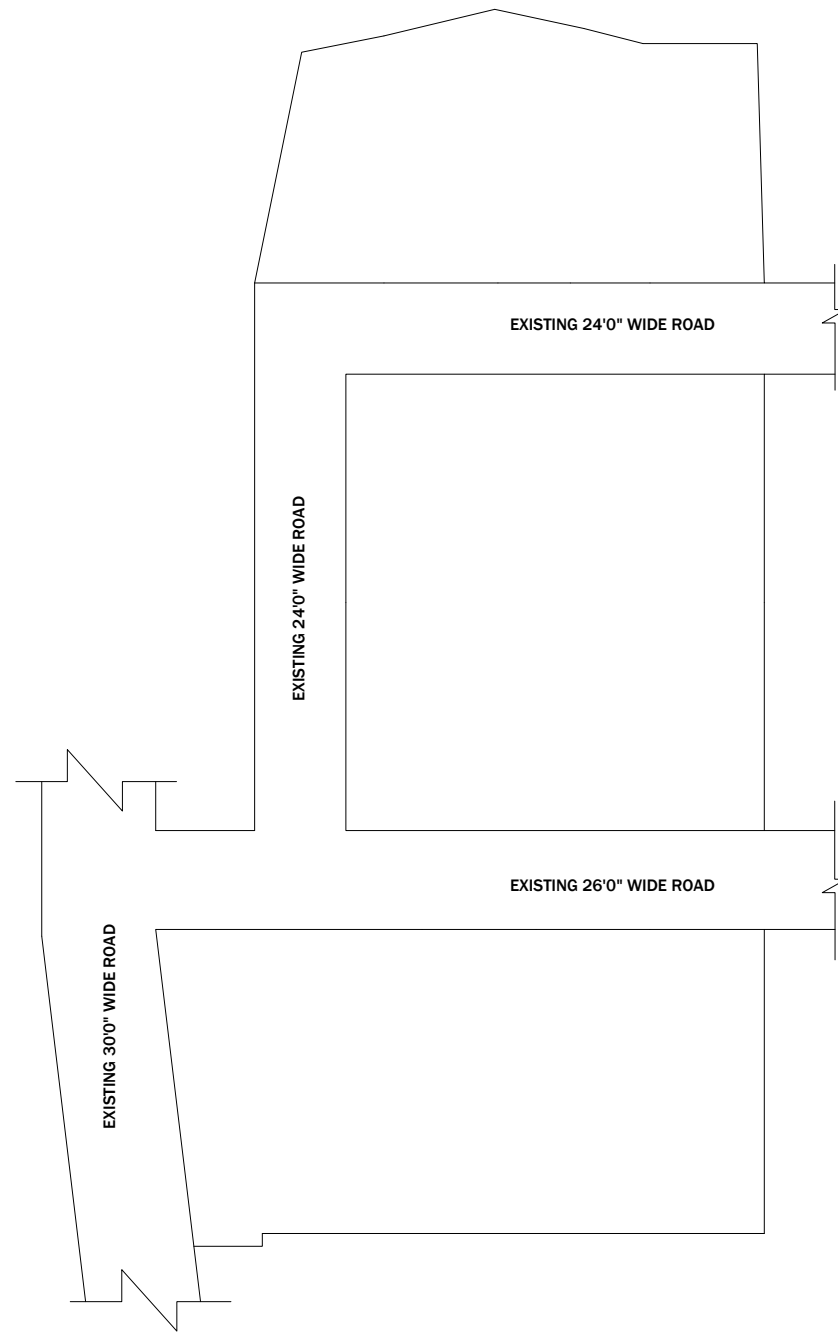 EXISTING 24'0" WIDE ROAD
EXISTING 24'0" WIDE ROAD
EXISTING 26'0" WIDE ROAD
EXISTING 30'0" WIDE ROAD